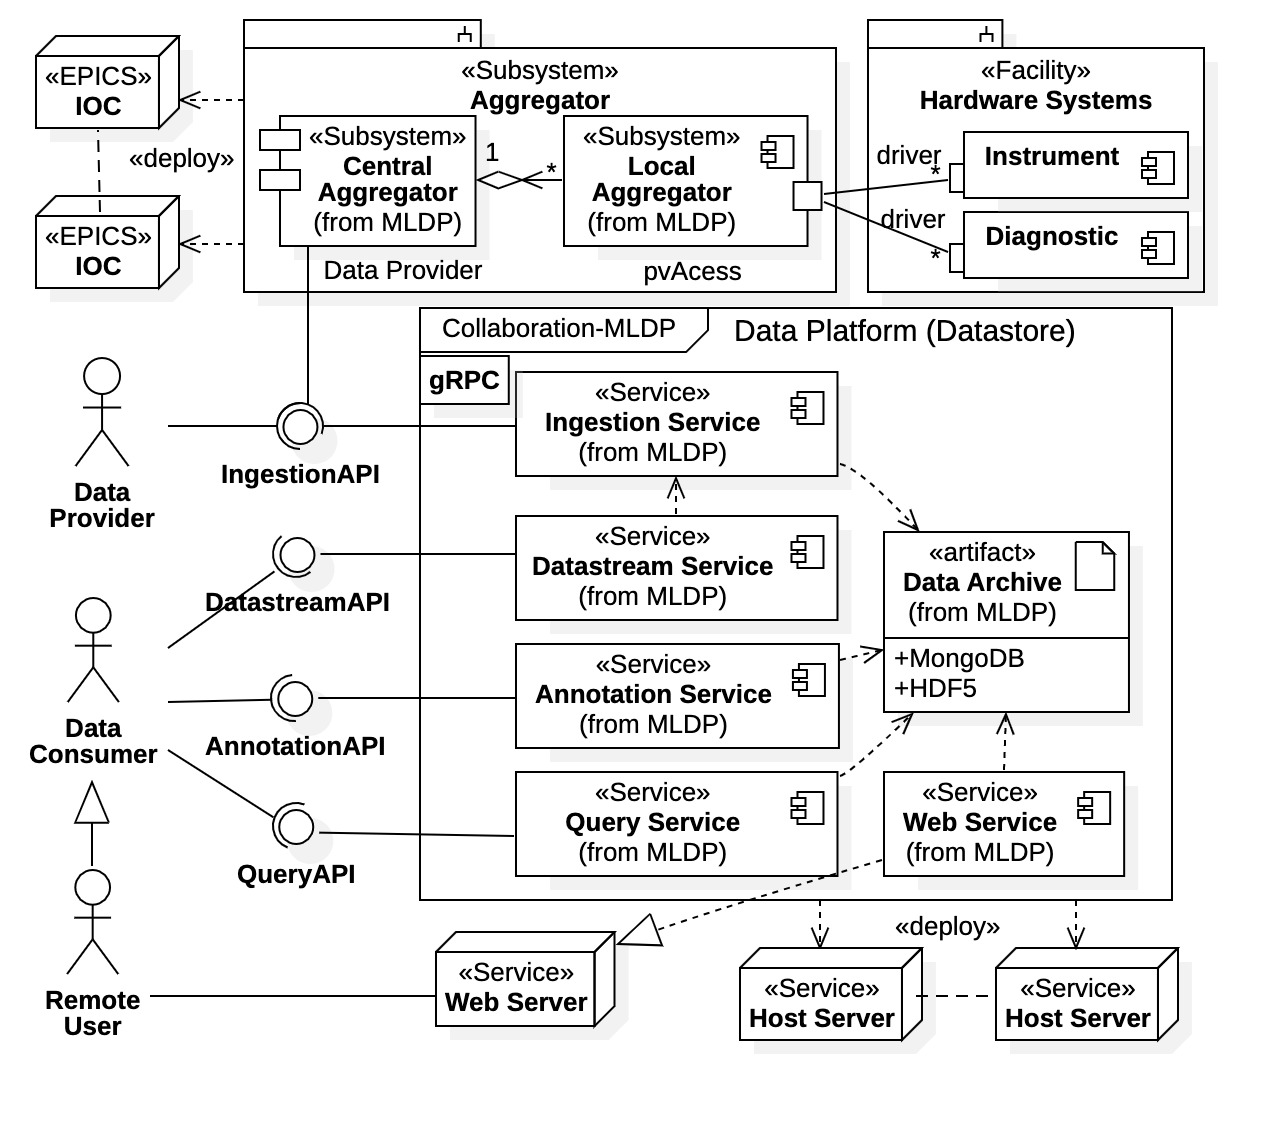 «EPICS»
IOC
«deploy»
«EPICS»
IOC
«Subsystem»
Aggregator
«Subsystem»
Central
Aggregator
(from MLDP)
1
*
«Subsystem»
Local
Aggregator
(from MLDP)
Data Provider
pvAcess
«Facility»
Hardware Systems
driver
*
Instrument
driver
*
Diagnostic
Collaboration-MLDP
Data Platform (Datastore)
gRPC
«Service»
Ingestion Service
(from MLDP)
Data
Provider
IngestionAPI
«Service»
Datastream Service
(from MLDP)
DatastreamAPI
«artifact»
Data Archive
(from MLDP)
+MongoDB
+HDF5
«Service»
Annotation Service
(from MLDP)
Data
Consumer
AnnotationAPI
«Service»
Query Service
(from MLDP)
«Service»
Web Service
(from MLDP)
QueryAPI
Remote
User
«Service»
Web Server
«deploy»
«Service»
Host Server
«Service»
Host Server